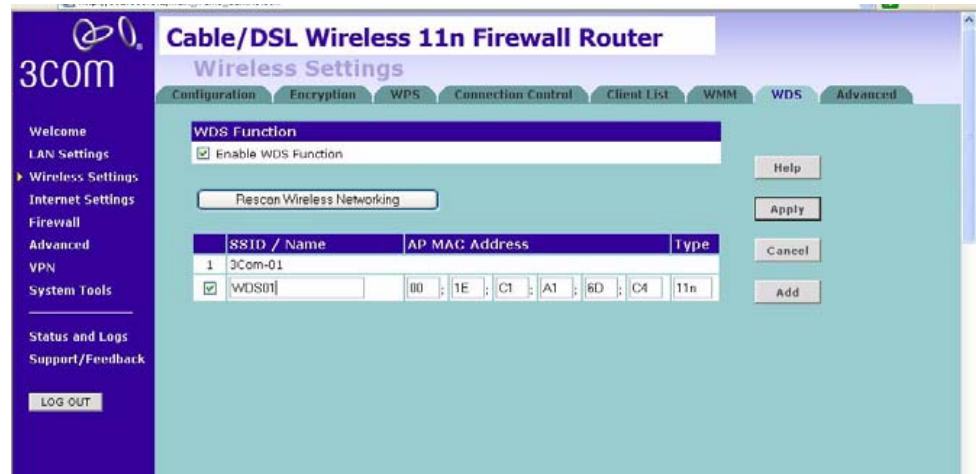 3COM
Cable/DSL Wireless 11n Firewall Router
Wireless Settings
Configuration Encryption WPS Connection Control Client List WMM WDS Advanced
Welcome
LAN Settings
Wireless Settings
Internet Settings
Firewall
Advanced
VPN
System Tools
Status and Logs
Support/Feedback
LOG OUT
WDS Function
Enable WDS Function
Rescan Wireless Networking
SSID / Name AP MAC Address Type
1 3Com-01
WDS01 00 : 1E : C1 : A1 : 6D : C4 11n
Help
Apply
Cancel
Add